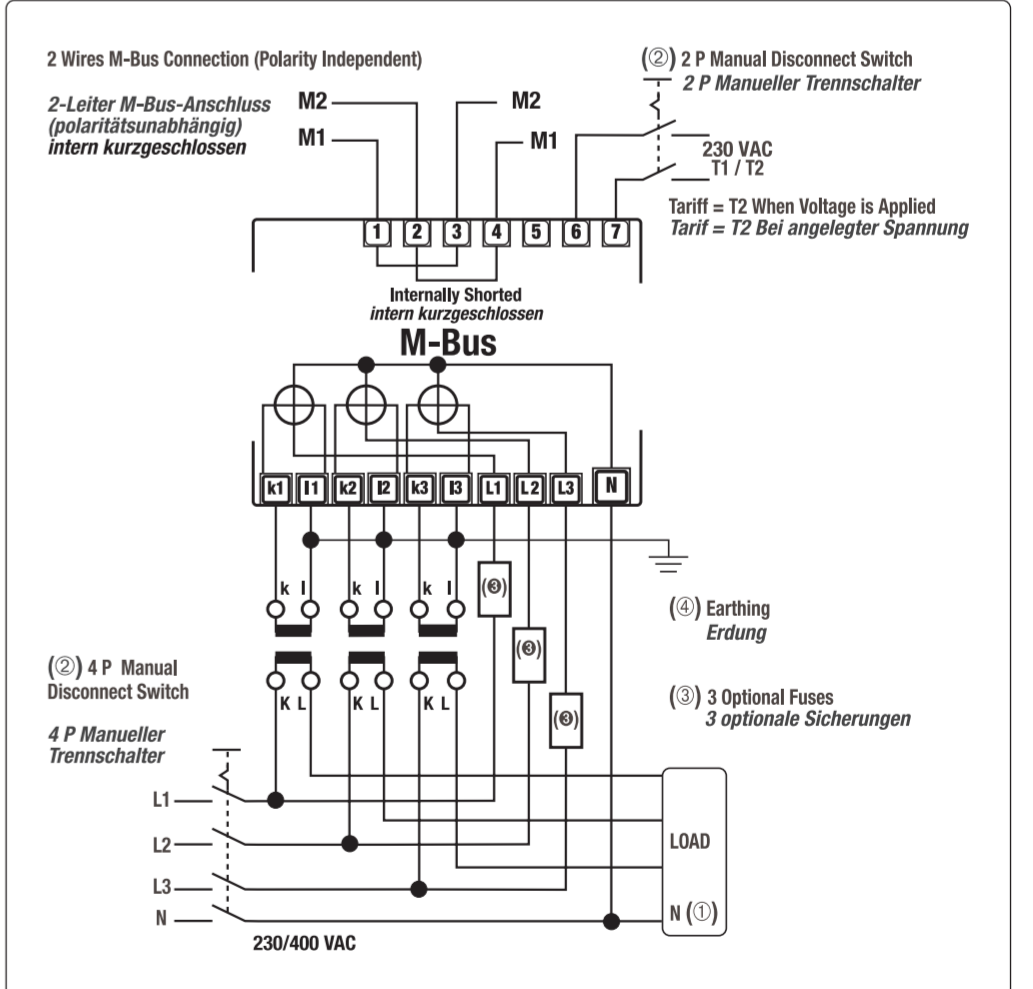 2 Wires M-Bus Connection (Polarity Independent)
2-Leiter M-Bus-Anschluss
(polaritätsunabhängig)
intern kurzgeschlossen
M2
M1
M2
M1
(②) 2 P Manual Disconnect Switch
2 P Manueller Trennschalter
230 VAC
T1 / T2
Tariff = T2 When Voltage is Applied
Tarif = T2 Bei angelegter Spannung
1 2 3 4 5 6 7
Internally Shorted
intern kurzgeschlossen
M-Bus
k1 l1 k2 l2 k3 l3 L1 L2 L3 N
k l k l k l
(③)
(③)
(③)
K L K L K L
(④) Earthing
Erdung
(③) 3 Optional Fuses
3 optionale Sicherungen
(②) 4 P Manual
Disconnect Switch
4 P Manueller
Trennschalter
L1
L2
L3
N
230/400 VAC
LOAD
N (①)